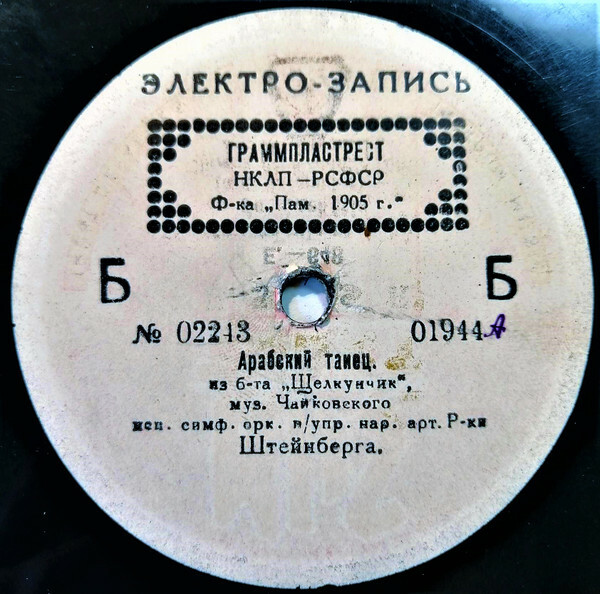 ЭЛЕКТРО-ЗАПИСЬ
ГРАММПЛАСТРЕСТ
НКЛП-РСФСР
Ф-ка „Пам. 1905 г."
Б Б
№ 02243 01944 А
Арабский танец.
из б-та „Щелкунчик",
муз. Чайковского
исп. симф. орк. п/упр. нар. арт. Р-ки
Штейнберга.